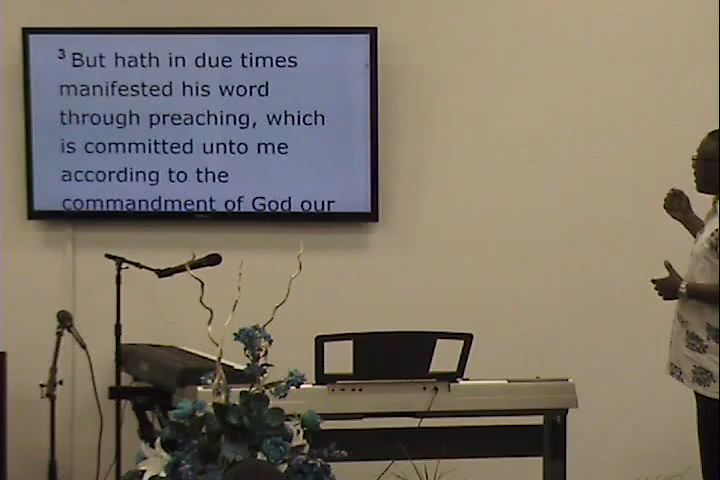 3 But hath in due times
manifested his word
through preaching, which
is committed unto me
according to the
commandment of God our